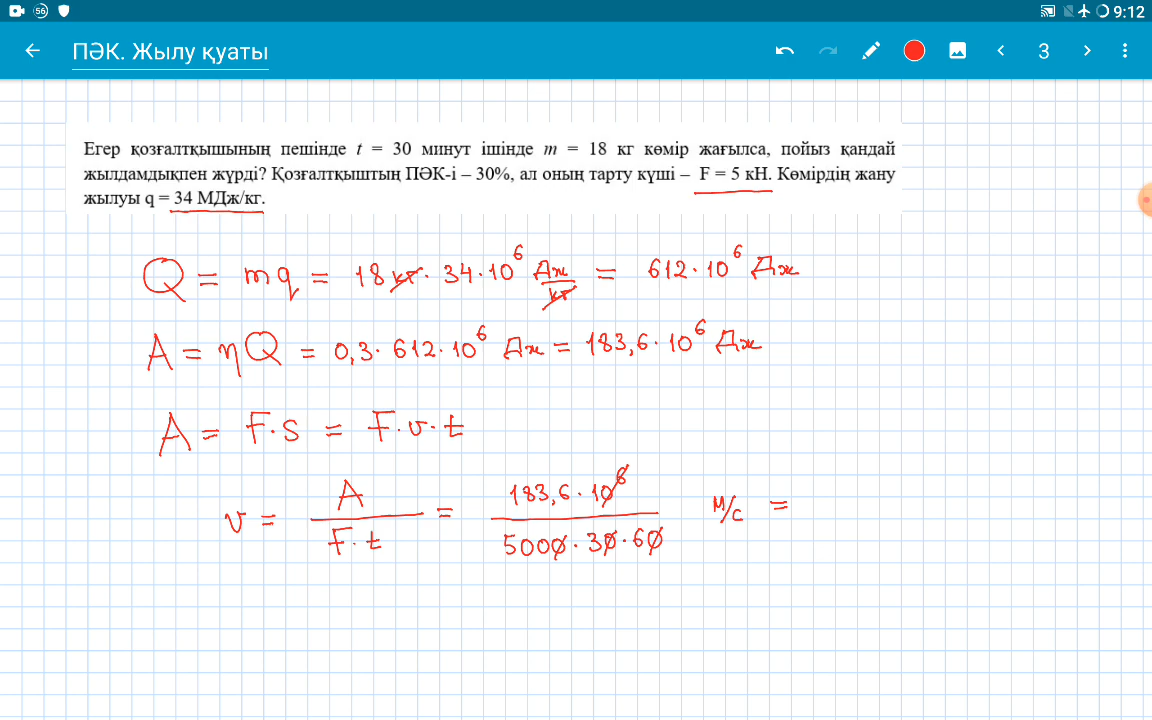 56 9:12
ПӘК. Жылу қуаты 3
Егер қозғалтқышының пешінде t = 30 минут ішінде m = 18 кг көмір жағылса, пойыз қандай
жылдамдықпен жүрді? Қозғалтқыштың ПӘК-і – 30%, ал оның тарту күші – F = 5 кН. Көмірдің жану
жылуы q = 34 МДж/кг.
Q = mq = 18 кг · 34 · 10⁶ Дж/кг = 612 · 10⁶ Дж
A = ηQ = 0,3 · 612 · 10⁶ Дж = 183,6 · 10⁶ Дж
A = F · s = F · v · t
v = A / F · t = 183,6 · 10⁶ / 5000 · 30 · 60 м/с =